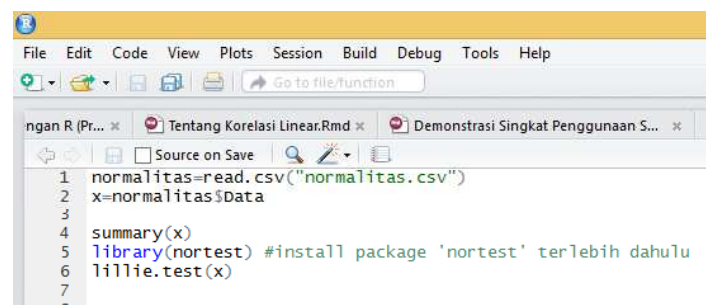 File Edit Code View Plots Session Build Debug Tools Help
Go to file/function
ngan R (Pr... Tentang Korelasi Linear.Rmd Demonstrasi Singkat Penggunaan S...
Source on Save
1 normalitas=read.csv("normalitas.csv")
2 x=normalitas$Data
3
4 summary(x)
5 library(nortest) #install package 'nortest' terlebih dahulu
6 lillie.test(x)
7